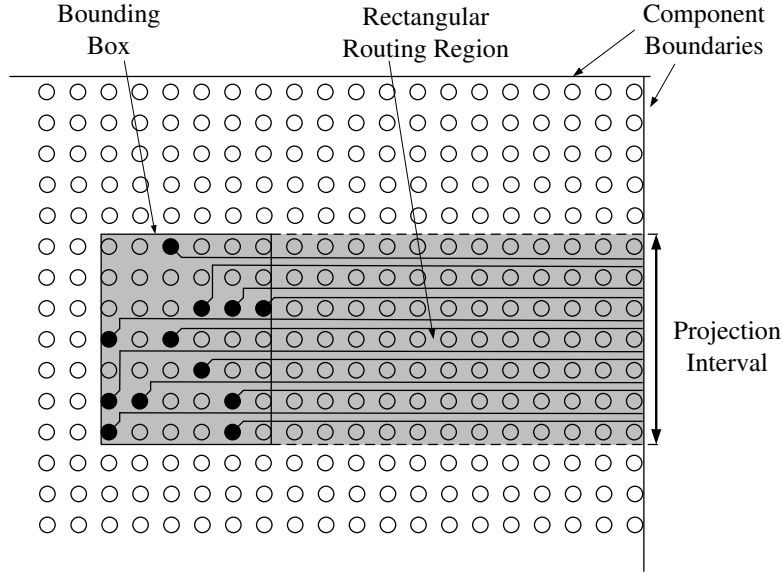 Bounding
Box
Rectangular
Routing Region
Component
Boundaries
Projection
Interval